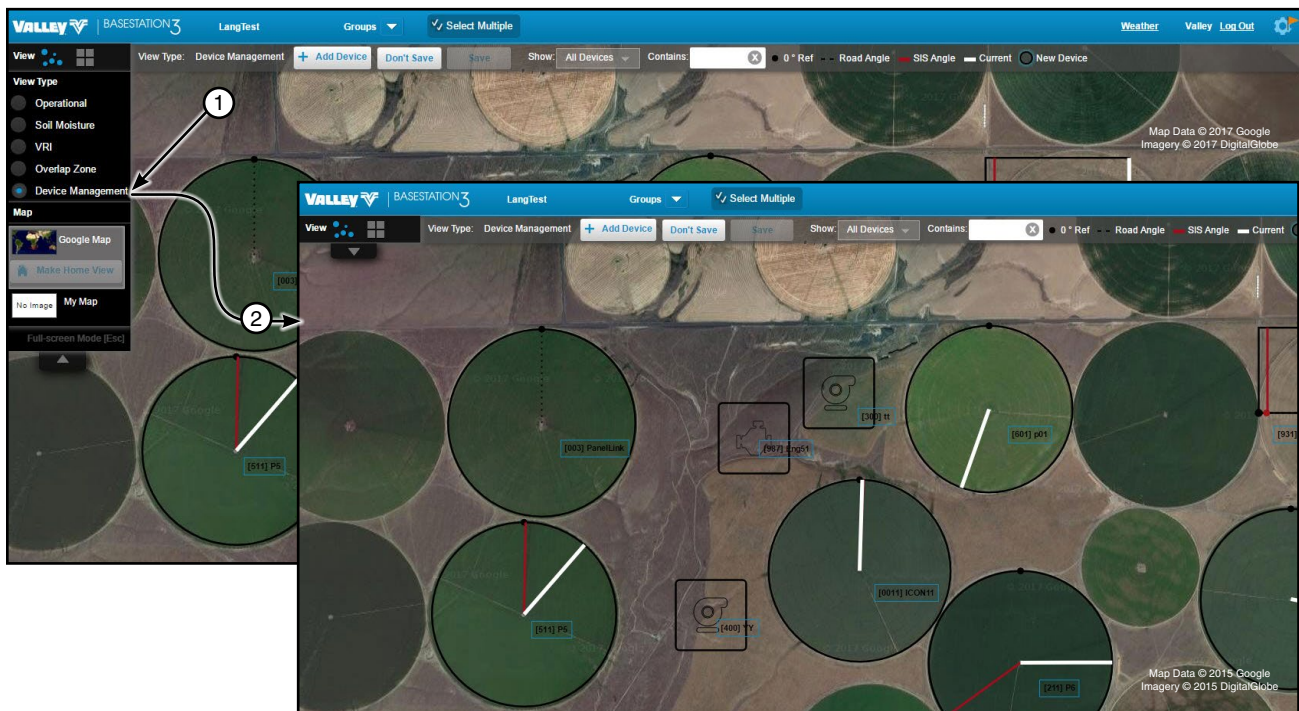 VALLEY | BASESTATION3 LangTest Groups Select Multiple Weather Valley Log Out
View View Type: Device Management + Add Device Don't Save Save Show: All Devices Contains: X 0 ° Ref Road Angle SIS Angle Current New Device
View Type
Operational
Soil Moisture
VRI
Overlap Zone
Device Management
Map
Google Map
Make Home View
No Image My Map
Full-screen Mode [Esc]
1
2
Map Data © 2017 Google
Imagery © 2017 DigitalGlobe
[003]
[511] P5
VALLEY | BASESTATION3 LangTest Groups Select Multiple
View View Type: Device Management + Add Device Don't Save Save Show: All Devices Contains: X 0 ° Ref Road Angle SIS Angle Current
[300] tt
[601] p01
[931]
[003] PanelLink
[987] Eng51
[0011] ICON11
[511] P5
[400] YY
[211] P6
Map Data © 2015 Google
Imagery © 2015 DigitalGlobe